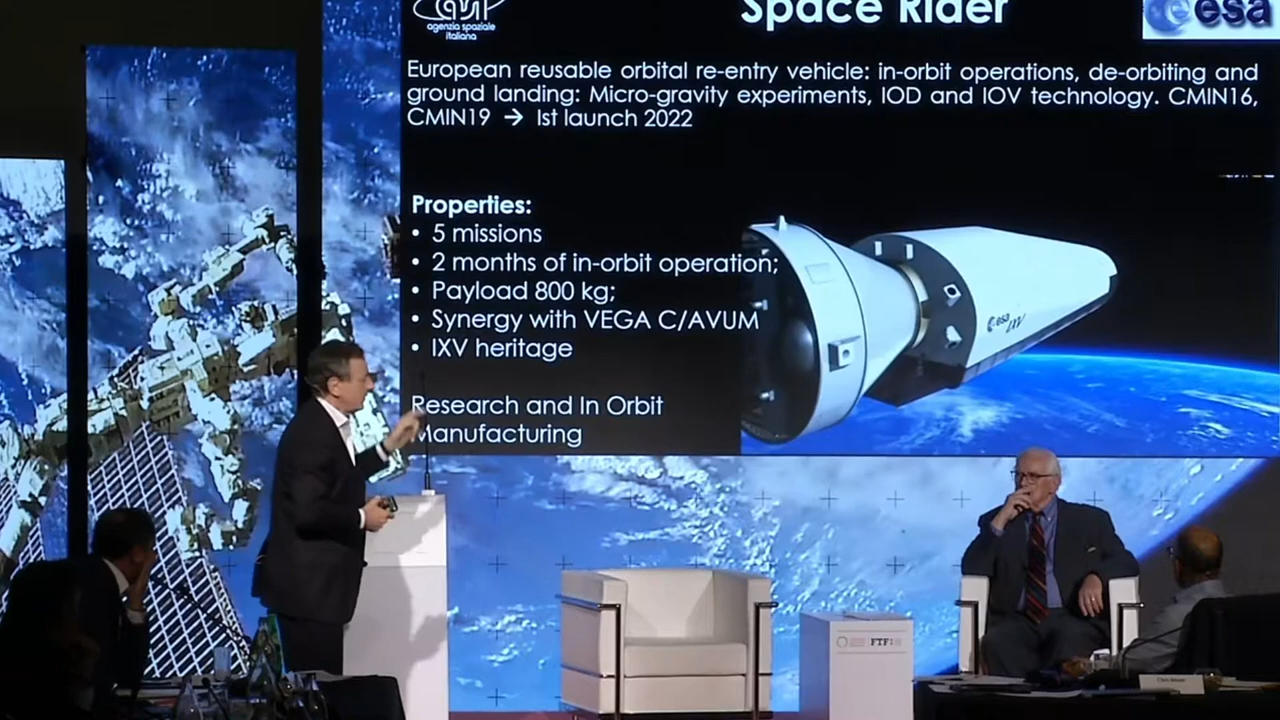 agenzia spaziale
italiana
Space Rider
esa
European reusable orbital re-entry vehicle: in-orbit operations, de-orbiting and
ground landing: Micro-gravity experiments, IOD and IOV technology. CMIN16,
CMIN19 → Ist launch 2022
Properties:
• 5 missions
• 2 months of in-orbit operation;
• Payload 800 kg;
• Synergy with VEGA C/AVUM
• IXV heritage
esa IXV
Research and In Orbit
Manufacturing
FTF